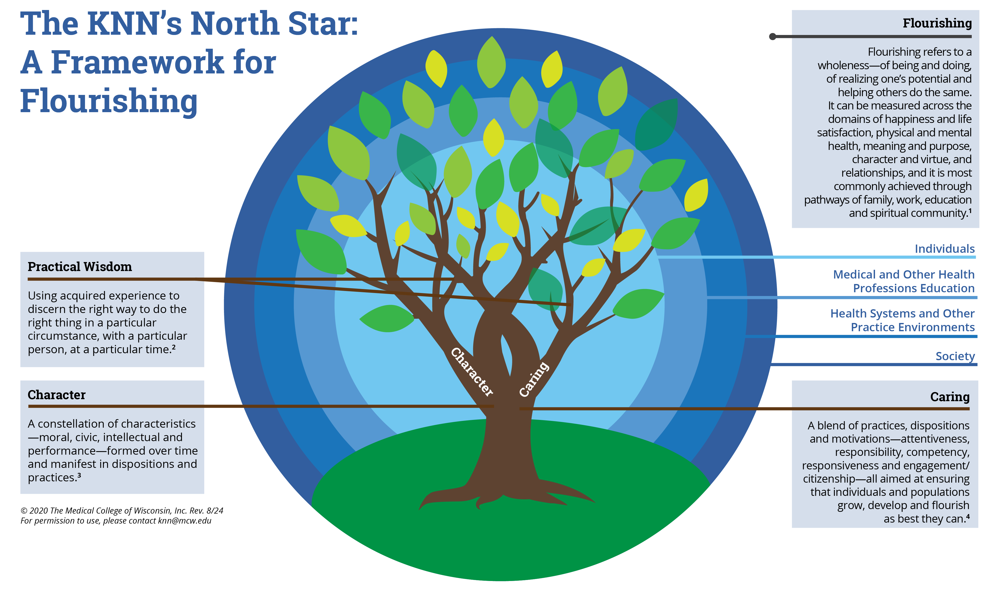 The KNN’s North Star:
A Framework for
Flourishing
Flourishing
Flourishing refers to a
wholeness—of being and doing,
of realizing one’s potential and
helping others do the same.
It can be measured across the
domains of happiness and life
satisfaction, physical and mental
health, meaning and purpose,
character and virtue, and
relationships, and it is most
commonly achieved through
pathways of family, work, education
and spiritual community.¹
Individuals
Medical and Other Health
Professions Education
Health Systems and Other
Practice Environments
Society
Practical Wisdom
Using acquired experience to
discern the right way to do the
right thing in a particular
circumstance, with a particular
person, at a particular time.²
Character
Caring
Character
A constellation of characteristics
—moral, civic, intellectual and
performance—formed over time
and manifest in dispositions and
practices.³
Caring
A blend of practices, dispositions
and motivations—attentiveness,
responsibility, competency,
responsiveness and engagement/
citizenship—all aimed at ensuring
that individuals and populations
grow, develop and flourish
as best they can.⁴
© 2020 The Medical College of Wisconsin, Inc. Rev. 8/24
For permission to use, please contact knn@mcw.edu